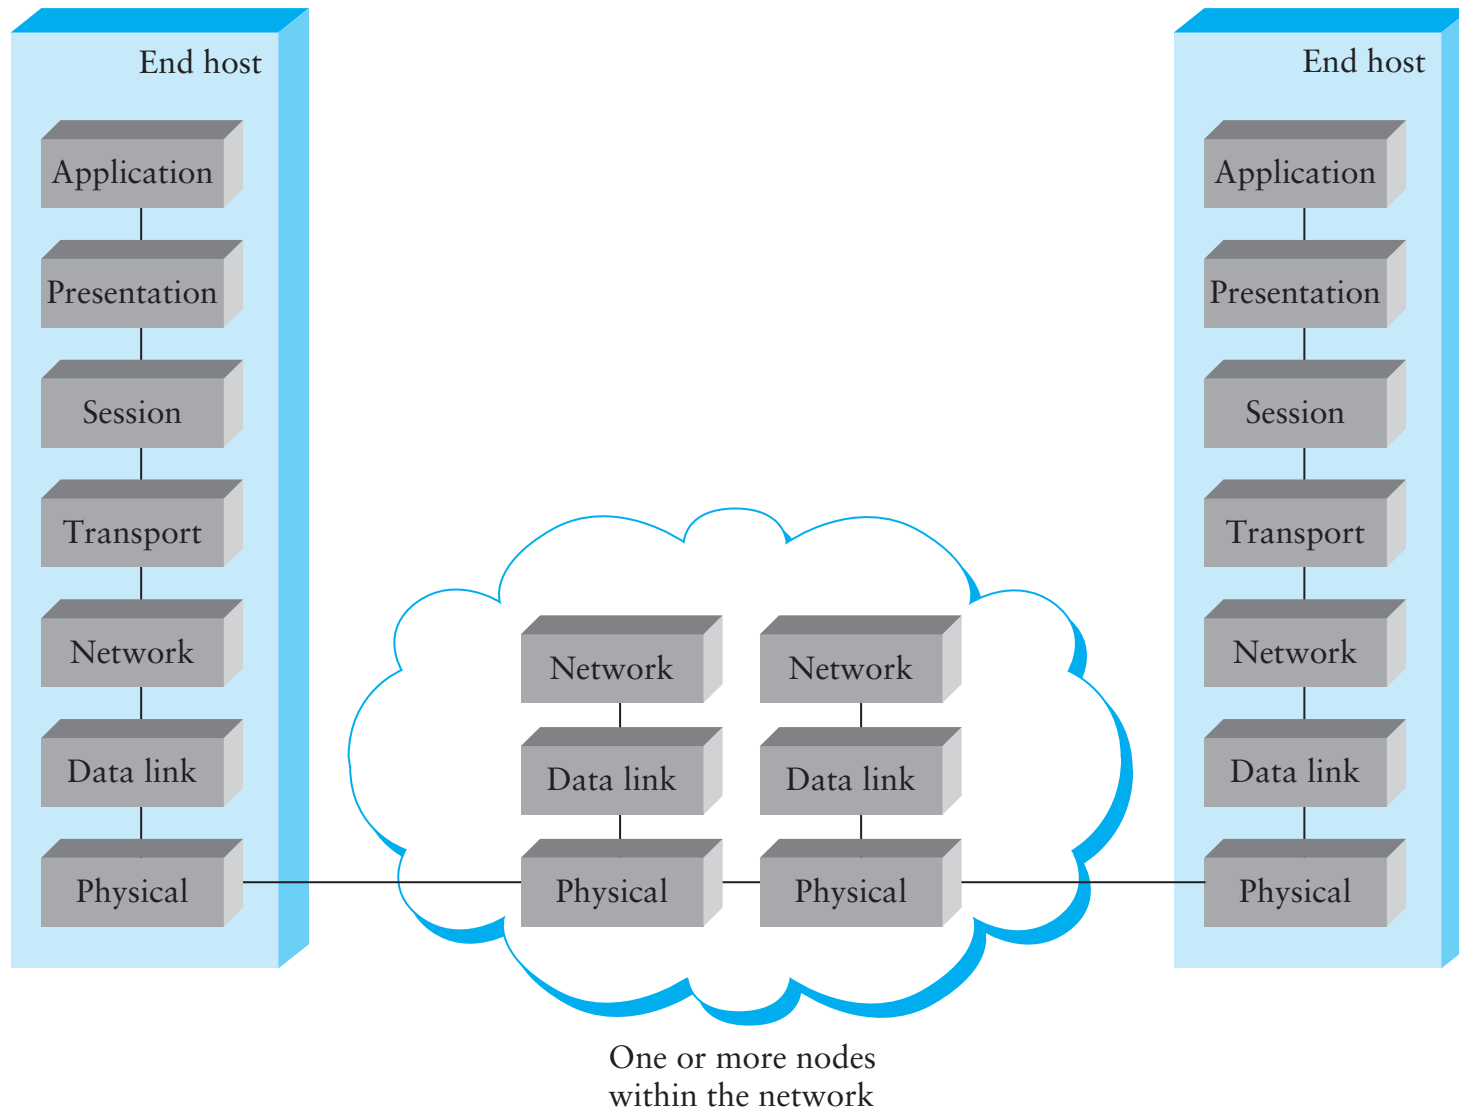 End host
Application
Presentation
Session
Transport
Network
Data link
Physical
Network
Data link
Physical
Network
Data link
Physical
One or more nodes
within the network
End host
Application
Presentation
Session
Transport
Network
Data link
Physical